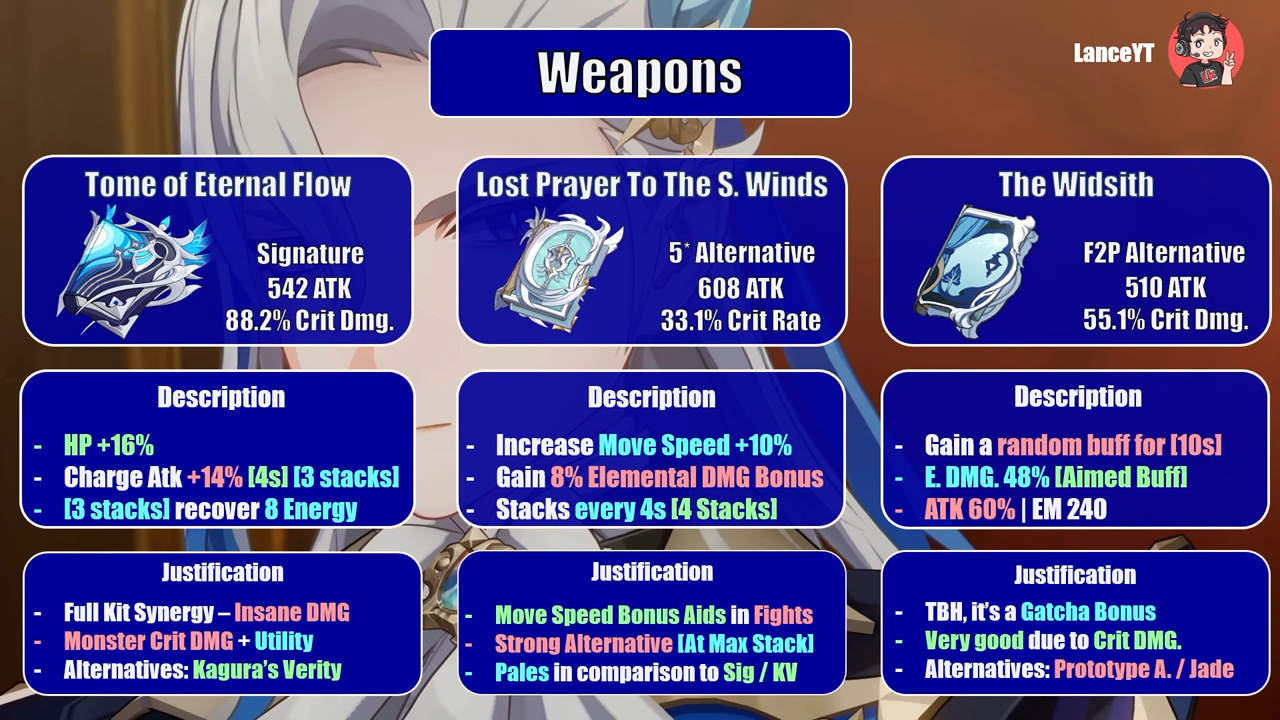 Weapons
LanceYT
Tome of Eternal Flow
Signature
542 ATK
88.2% Crit Dmg.
Lost Prayer To The S. Winds
5* Alternative
608 ATK
33.1% Crit Rate
The Widsith
F2P Alternative
510 ATK
55.1% Crit Dmg.
Description
- HP +16%
- Charge Atk +14% [4s] [3 stacks]
- [3 stacks] recover 8 Energy
Description
- Increase Move Speed +10%
- Gain 8% Elemental DMG Bonus
- Stacks every 4s [4 Stacks]
Description
- Gain a random buff for [10s]
- E. DMG. 48% [Aimed Buff]
- ATK 60% | EM 240
Justification
- Full Kit Synergy – Insane DMG
- Monster Crit DMG + Utility
- Alternatives: Kagura’s Verity
Justification
- Move Speed Bonus Aids in Fights
- Strong Alternative [At Max Stack]
- Pales in comparison to Sig / KV
Justification
- TBH, it’s a Gatcha Bonus
- Very good due to Crit DMG.
- Alternatives: Prototype A. / Jade